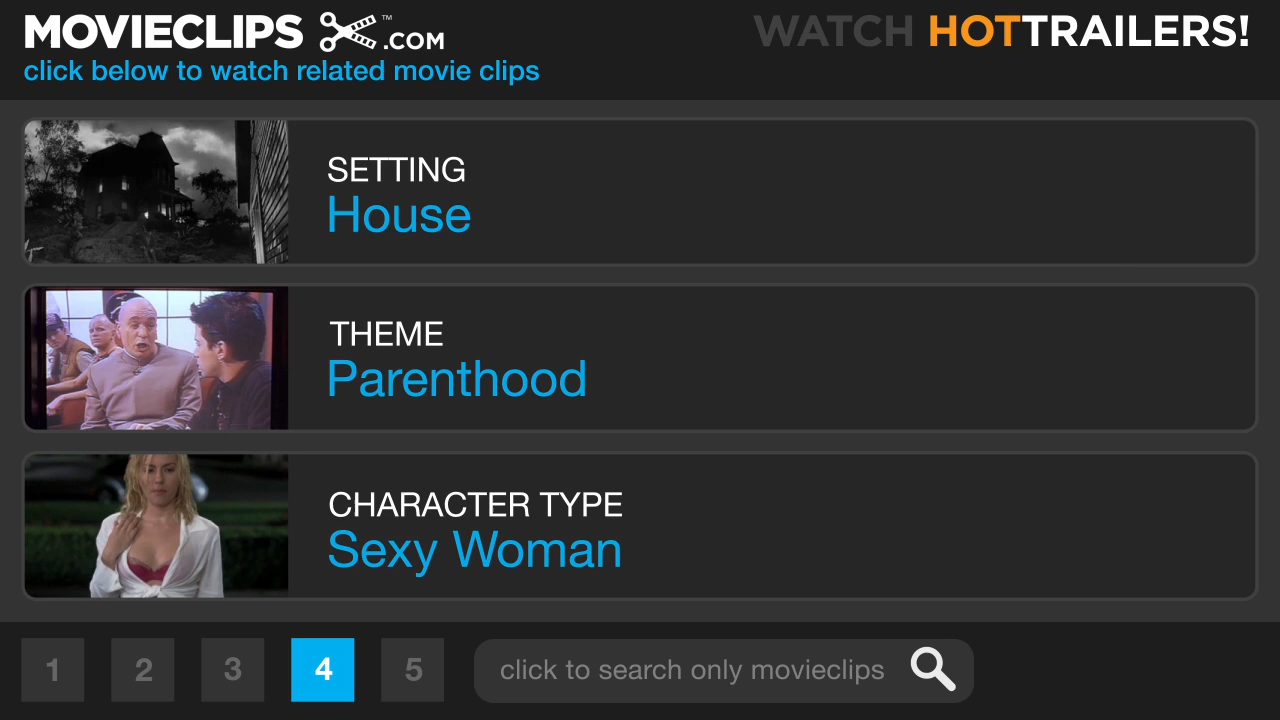 MOVIECLIPS ™ .COM
WATCH HOTTRAILERS!
click below to watch related movie clips
SETTING
House
THEME
Parenthood
CHARACTER TYPE
Sexy Woman
1 2 3 4 5
click to search only movieclips